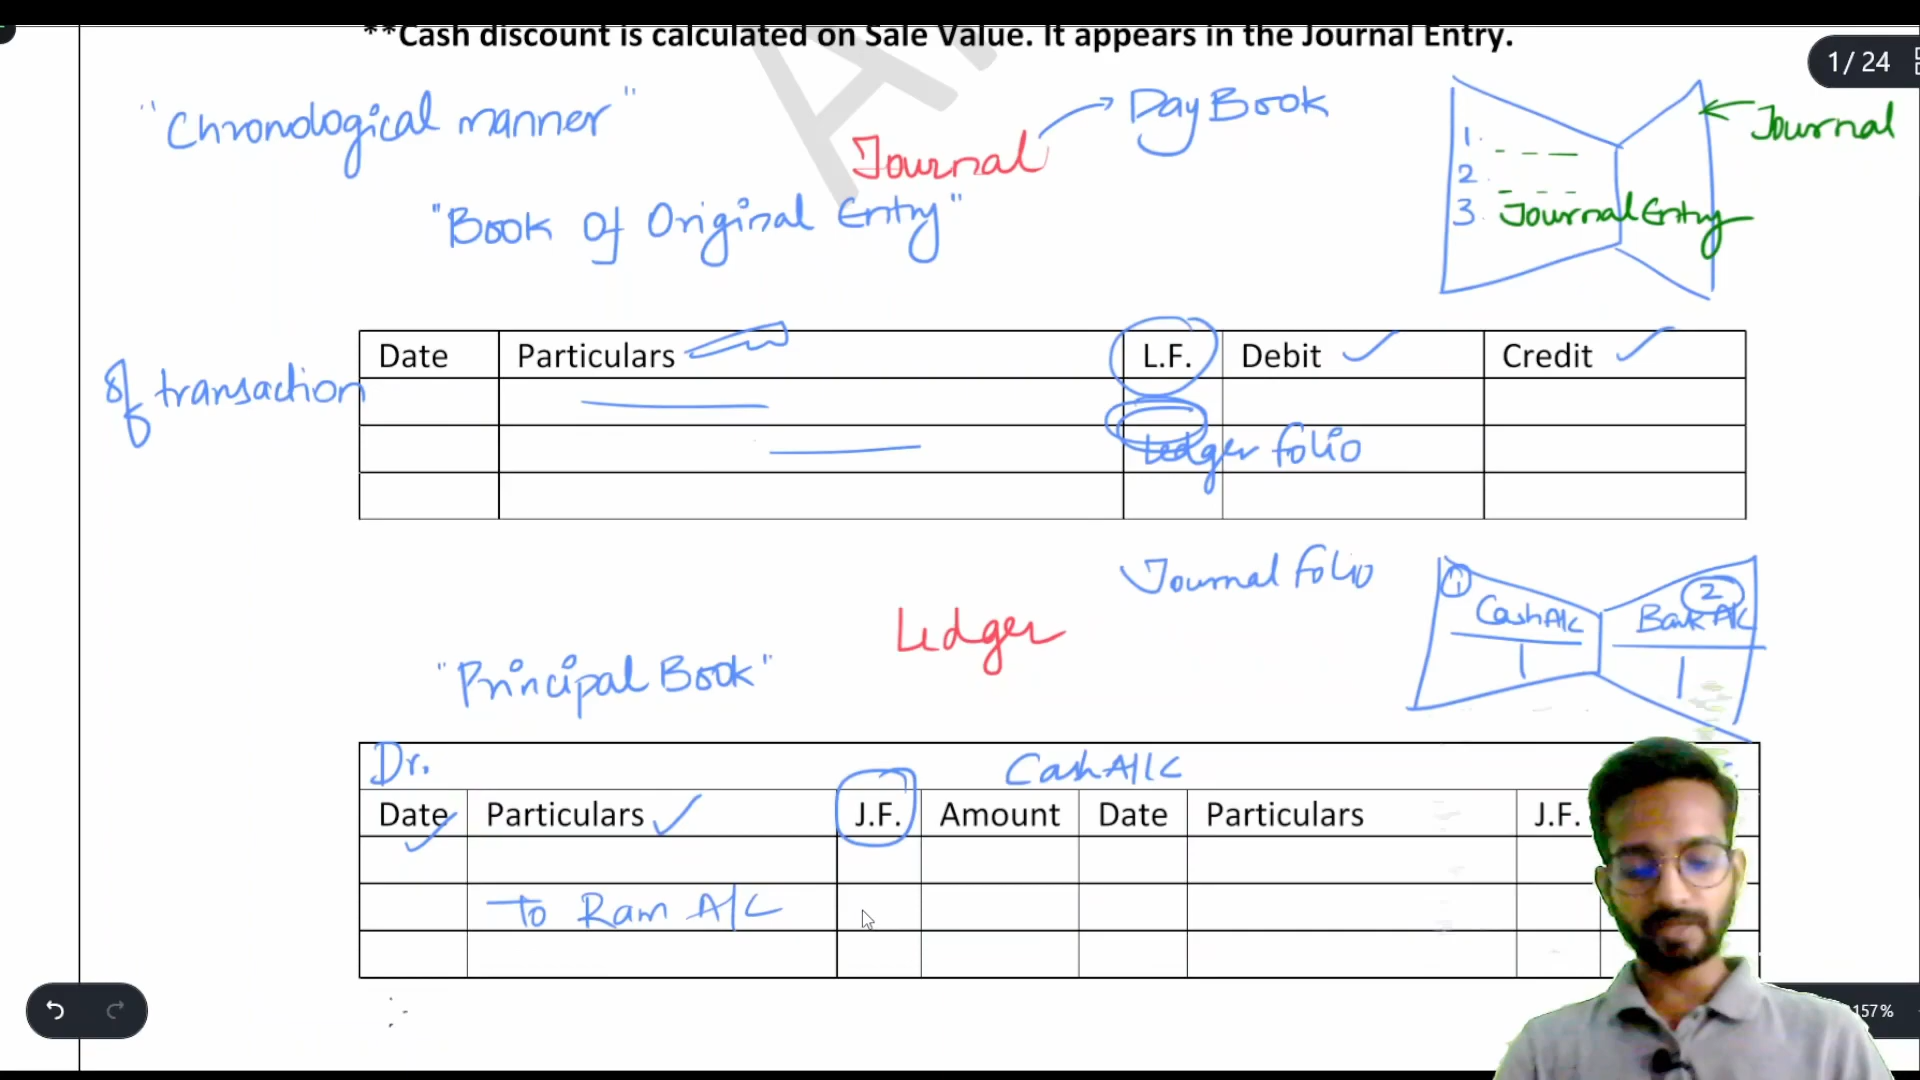 **Cash discount is calculated on Sale Value. It appears in the Journal Entry.
1 / 24
"Chronological manner"
Journal
Day Book
"Book Of Original Entry"
Journal
1.
2.
3. Journal Entry
of transaction
Date Particulars L.F. Debit Credit
Ledger folio
Journal folio
Ledger
"Principal Book"
1 Cash A/C
2 Bank A/C
Dr. Cash A/c
Date Particulars J.F. Amount Date Particulars J.F.
To Ram A/C
157%